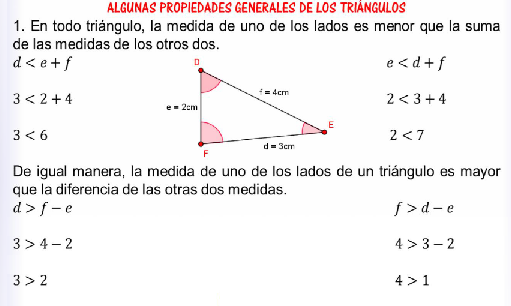 ALGUNAS PROPIEDADES GENERALES DE LOS TRIÁNGULOS
1. En todo triángulo, la medida de uno de los lados es menor que la suma
de las medidas de los otros dos.
d < e + f
e < d + f
D
f = 4cm
e = 2cm
3 < 2 + 4
2 < 3 + 4
E
3 < 6
2 < 7
d = 3cm
F
De igual manera, la medida de uno de los lados de un triángulo es mayor
que la diferencia de las otras dos medidas.
d > f − e
f > d − e
3 > 4 − 2
4 > 3 − 2
3 > 2
4 > 1